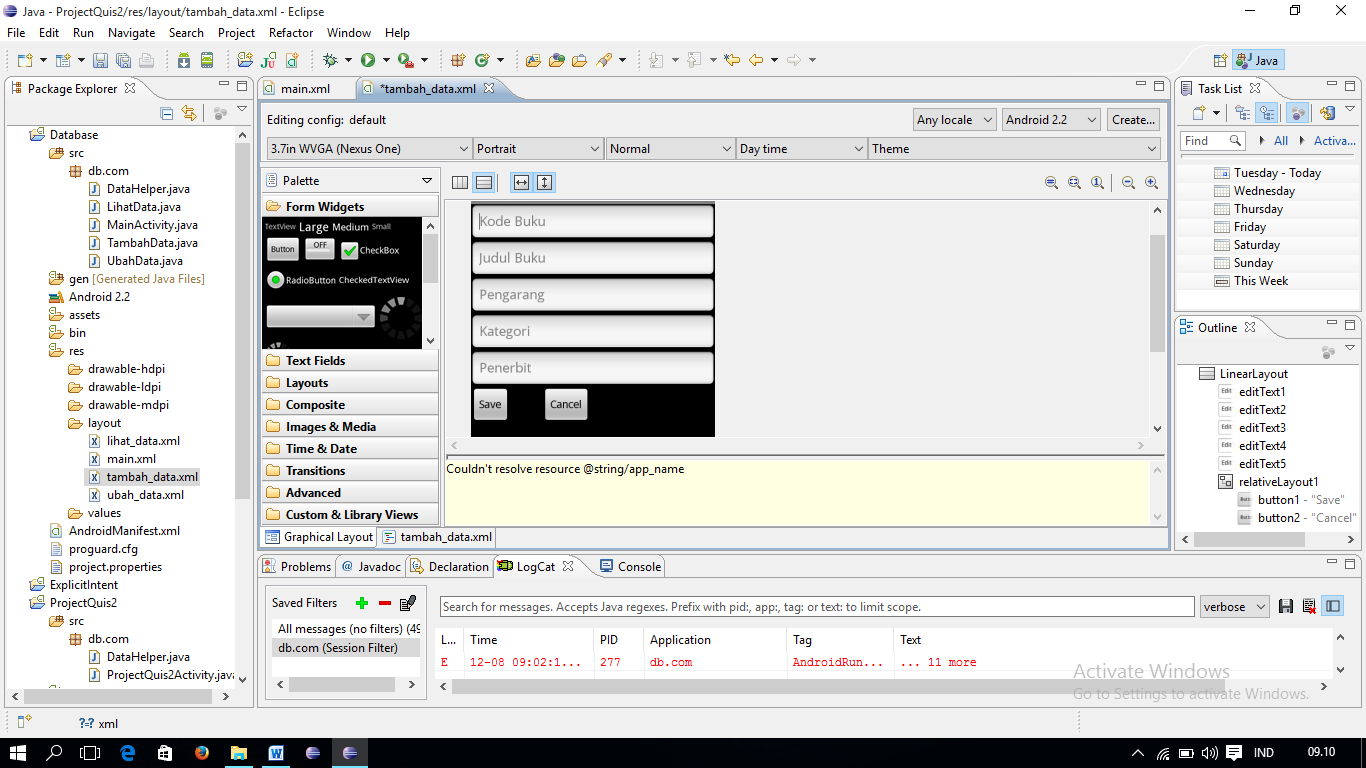 Java - ProjectQuis2/res/layout/tambah_data.xml - Eclipse
File Edit Run Navigate Search Project Refactor Window Help
Java
Package Explorer
Database
src
db.com
DataHelper.java
LihatData.java
MainActivity.java
TambahData.java
UbahData.java
gen [Generated Java Files]
Android 2.2
assets
bin
res
drawable-hdpi
drawable-ldpi
drawable-mdpi
layout
lihat_data.xml
main.xml
tambah_data.xml
ubah_data.xml
values
AndroidManifest.xml
proguard.cfg
project.properties
ExplicitIntent
ProjectQuis2
src
db.com
DataHelper.java
ProjectQuis2Activity.java
main.xml
*tambah_data.xml
Editing config: default
Any locale Android 2.2 Create...
3.7in WVGA (Nexus One) Portrait Normal Day time Theme
Palette
Form Widgets
TextView Large Medium Small
Button OFF CheckBox
RadioButton CheckedTextView
Text Fields
Layouts
Composite
Images & Media
Time & Date
Transitions
Advanced
Custom & Library Views
Kode Buku
Judul Buku
Pengarang
Kategori
Penerbit
Save Cancel
Couldn't resolve resource @string/app_name
Graphical Layout tambah_data.xml
Task List
Find All Activa...
Tuesday - Today
Wednesday
Thursday
Friday
Saturday
Sunday
This Week
Outline
LinearLayout
editText1
editText2
editText3
editText4
editText5
relativeLayout1
button1 - "Save"
button2 - "Cancel"
Problems @ Javadoc Declaration LogCat Console
Saved Filters
All messages (no filters) (49
db.com (Session Filter)
Search for messages. Accepts Java regexes. Prefix with pid:, app:, tag: or text: to limit scope.
verbose
L... Time PID Application Tag Text
E 12-08 09:02:1... 277 db.com AndroidRun... ... 11 more
Activate Windows
Go to Settings to activate Windows.
?-? xml
IND 09.10